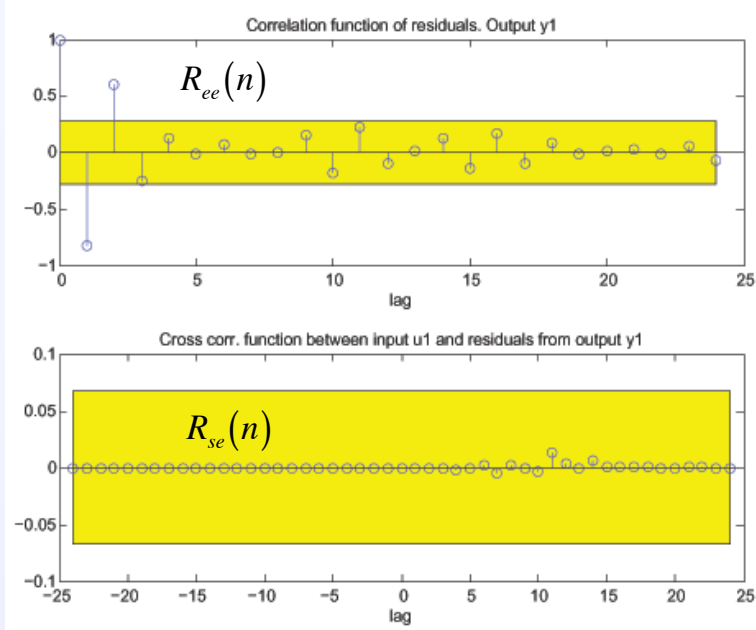 Correlation function of residuals. Output y1
1
R_ee(n)
0.5
0
−0.5
−1
0 5 10 15 20 25
lag
Cross corr. function between input u1 and residuals from output y1
0.1
0.05
R_se(n)
0
−0.05
−0.1
−25 −20 −15 −10 −5 0 5 10 15 20 25
lag